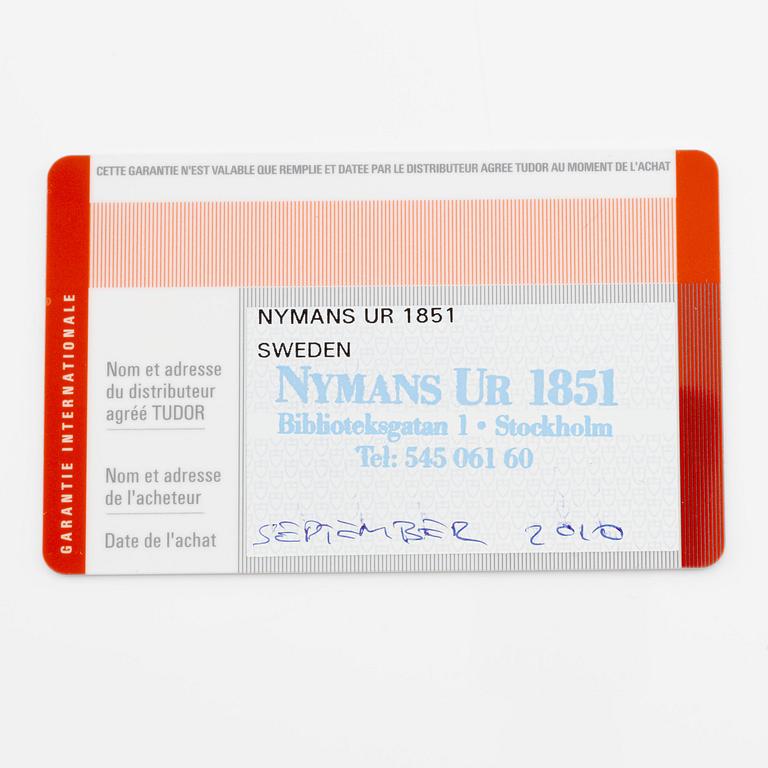 CETTE GARANTIE N'EST VALABLE QUE REMPLIE ET DATEE PAR LE DISTRIBUTEUR AGREE TUDOR AU MOMENT DE L'ACHAT
GARANTIE INTERNATIONALE
Nom et adresse
du distributeur
agréé TUDOR
NYMANS UR 1851
SWEDEN
NYMANS UR 1851
Biblioteksgatan 1 • Stockholm
Tel: 545 061 60
Nom et adresse
de l'acheteur
Date de l'achat
SEPTEMBER 2010